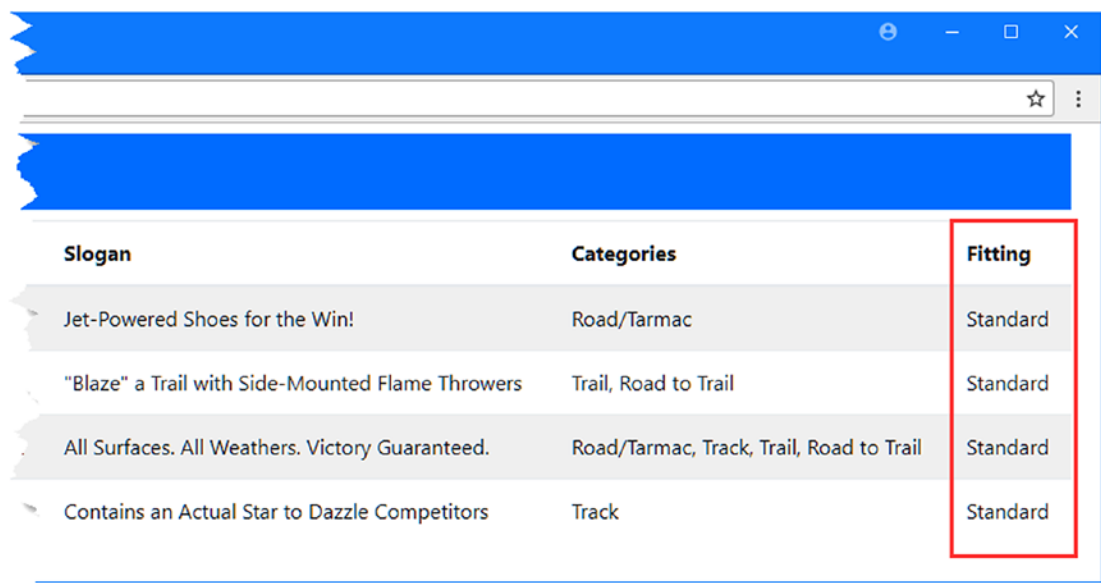 Slogan Categories Fitting
Jet-Powered Shoes for the Win! Road/Tarmac Standard
"Blaze" a Trail with Side-Mounted Flame Throwers Trail, Road to Trail Standard
All Surfaces. All Weathers. Victory Guaranteed. Road/Tarmac, Track, Trail, Road to Trail Standard
Contains an Actual Star to Dazzle Competitors Track Standard